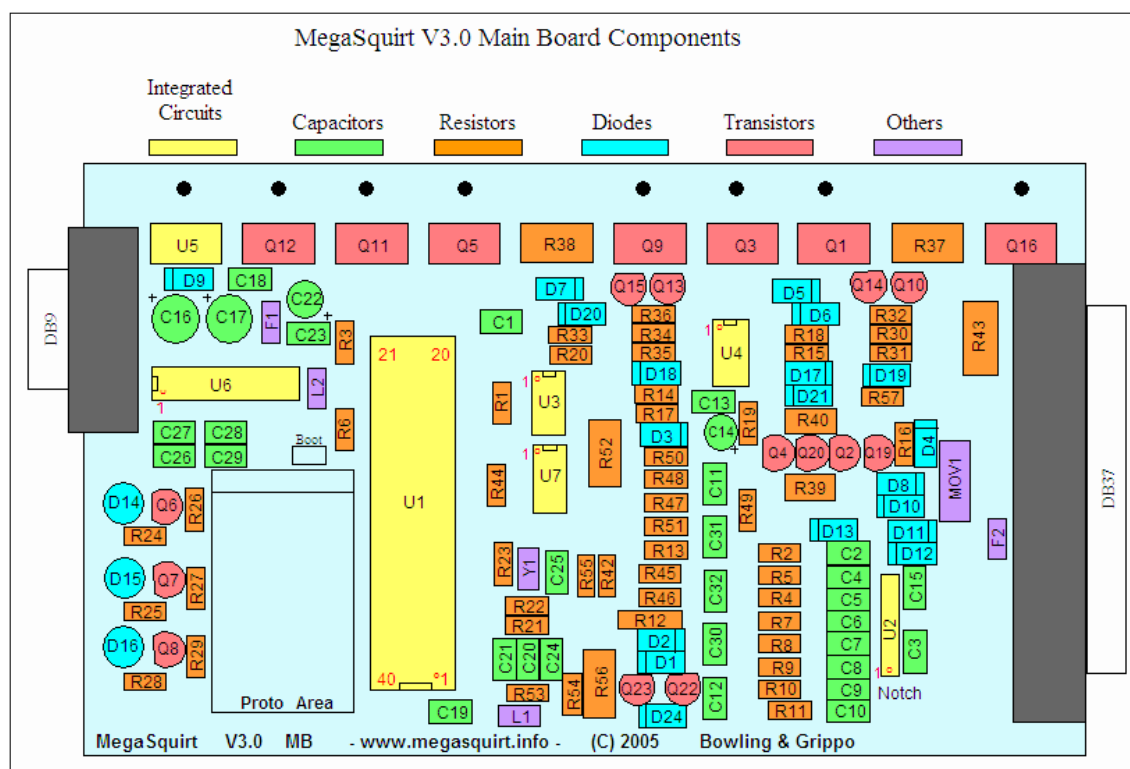 MegaSquirt V3.0 Main Board Components
Integrated
Circuits
Capacitors
Resistors
Diodes
Transistors
Others
U5
Q12
Q11
Q5
R38
Q9
Q3
Q1
R37
Q16
D9
C18
C16
C17
F1
C22
C23
R3
+
+
+
DB9
U6
1
L2
R6
C27
C28
C26
C29
Boot
D14
Q6
R26
R24
D15
Q7
R27
R25
D16
Q8
R29
R28
Proto Area
21
20
U1
40
1
C1
D7
D20
R33
R20
R1
1
U3
1
U7
R52
R44
R23
Y1
C25
R55
R42
R22
R21
C21
C20
C24
R53
R54
R56
C19
L1
Q15
Q13
R36
R34
R35
D18
R14
R17
D3
R50
R48
R47
R51
R13
R45
R46
R12
D2
D1
Q23
Q22
D24
1
U4
C13
C14
+
R19
C11
C31
R49
C32
C30
C12
D5
D6
R18
R15
D17
D21
R40
Q4
Q20
Q2
Q19
R39
D13
R2
R5
R4
R7
R8
R9
R10
R11
C2
C4
C5
C6
C7
C8
C9
C10
Q14
Q10
R32
R30
R31
D19
R57
R43
R16
D4
MOV1
D8
D10
D11
D12
F2
C15
U2
1
C3
Notch
DB37
MegaSquirt V3.0 MB - www.megasquirt.info - (C) 2005 Bowling & Grippo